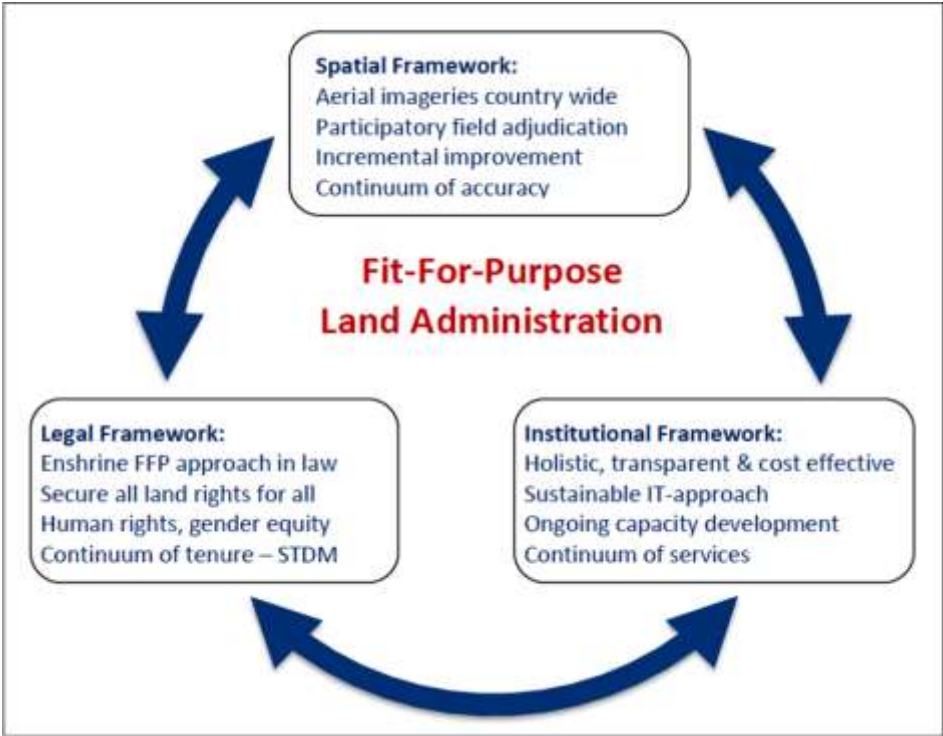 Spatial Framework:
Aerial imageries country wide
Participatory field adjudication
Incremental improvement
Continuum of accuracy
Fit-For-Purpose
Land Administration
Legal Framework:
Enshrine FFP approach in law
Secure all land rights for all
Human rights, gender equity
Continuum of tenure – STDM
Institutional Framework:
Holistic, transparent & cost effective
Sustainable IT-approach
Ongoing capacity development
Continuum of services